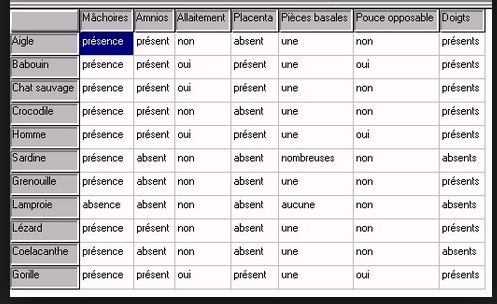 Mâchoires Amnios Allaitement Placenta Pièces basales Pouce opposable Doigts
Aigle présence présent non absent une non présents
Babouin présence présent oui présent une oui présents
Chat sauvage présence présent oui présent une non présents
Crocodile présence présent non absent une non présents
Homme présence présent oui présent une oui présents
Sardine présence absent non absent nombreuses non absents
Grenouille présence absent non absent une non présents
Lamproie absence absent non absent aucune non absents
Lézard présence présent non absent une non présents
Coelacanthe présence absent non absent une non absents
Gorille présence présent oui présent une oui présents